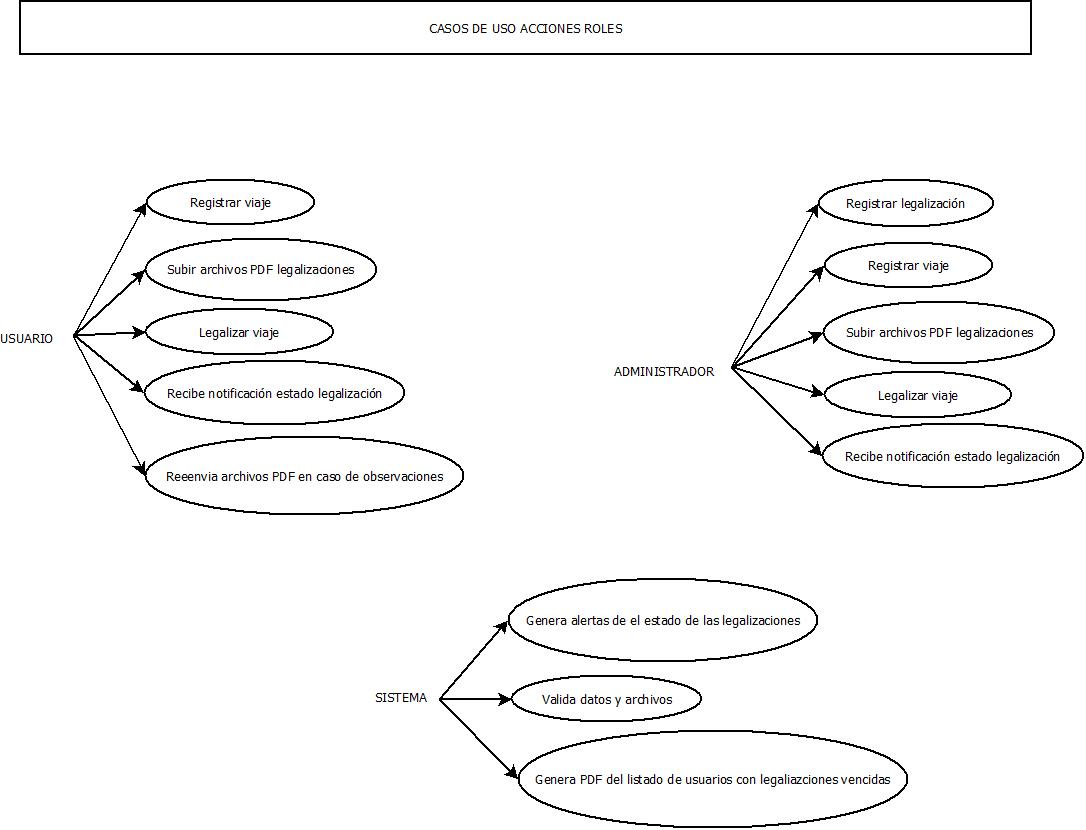 CASOS DE USO ACCIONES ROLES
USUARIO
Registrar viaje
Subir archivos PDF legalizaciones
Legalizar viaje
Recibe notificación estado legalización
Reeenvia archivos PDF en caso de observaciones
ADMINISTRADOR
Registrar legalización
Registrar viaje
Subir archivos PDF legalizaciones
Legalizar viaje
Recibe notificación estado legalización
SISTEMA
Genera alertas de el estado de las legalizaciones
Valida datos y archivos
Genera PDF del listado de usuarios con legaliazciones vencidas